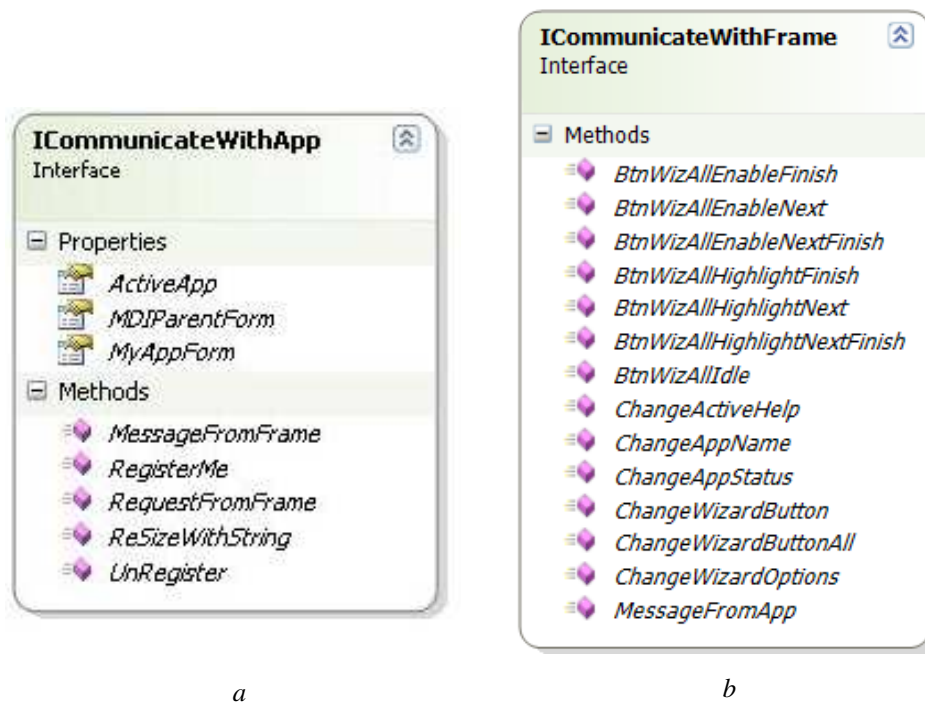 ICommunicateWithApp
Interface
Properties
ActiveApp
MDIParentForm
MyAppForm
Methods
MessageFromFrame
RegisterMe
RequestFromFrame
ReSizeWithString
UnRegister
a
ICommunicateWithFrame
Interface
Methods
BtnWizAllEnableFinish
BtnWizAllEnableNext
BtnWizAllEnableNextFinish
BtnWizAllHighlightFinish
BtnWizAllHighlightNext
BtnWizAllHighlightNextFinish
BtnWizAllIdle
ChangeActiveHelp
ChangeAppName
ChangeAppStatus
ChangeWizardButton
ChangeWizardButtonAll
ChangeWizardOptions
MessageFromApp
b